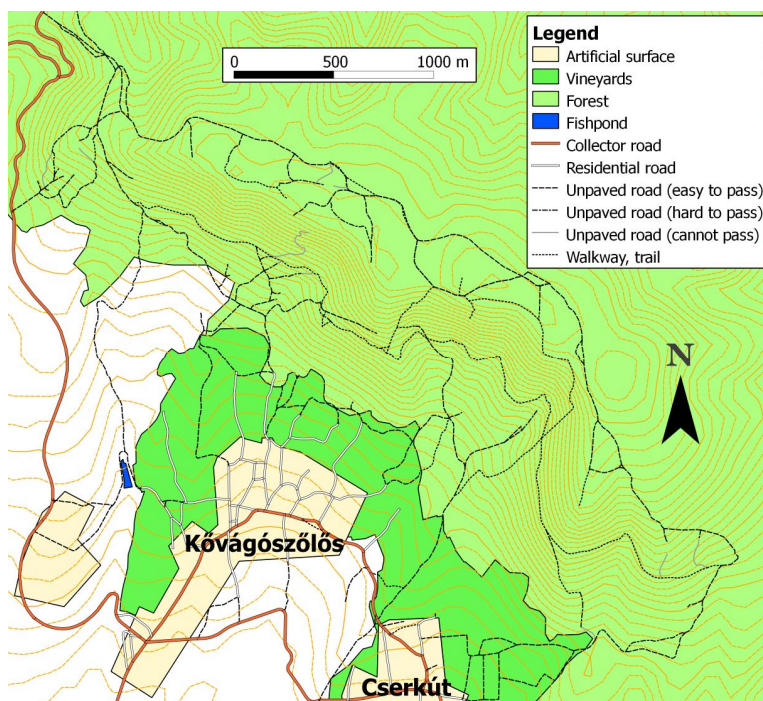 Legend
Artificial surface
Vineyards
Forest
Fishpond
Collector road
Residential road
Unpaved road (easy to pass)
Unpaved road (hard to pass)
Unpaved road (cannot pass)
Walkway, trail
0 500 1000 m
N
Kővágószőlős
Cserkút